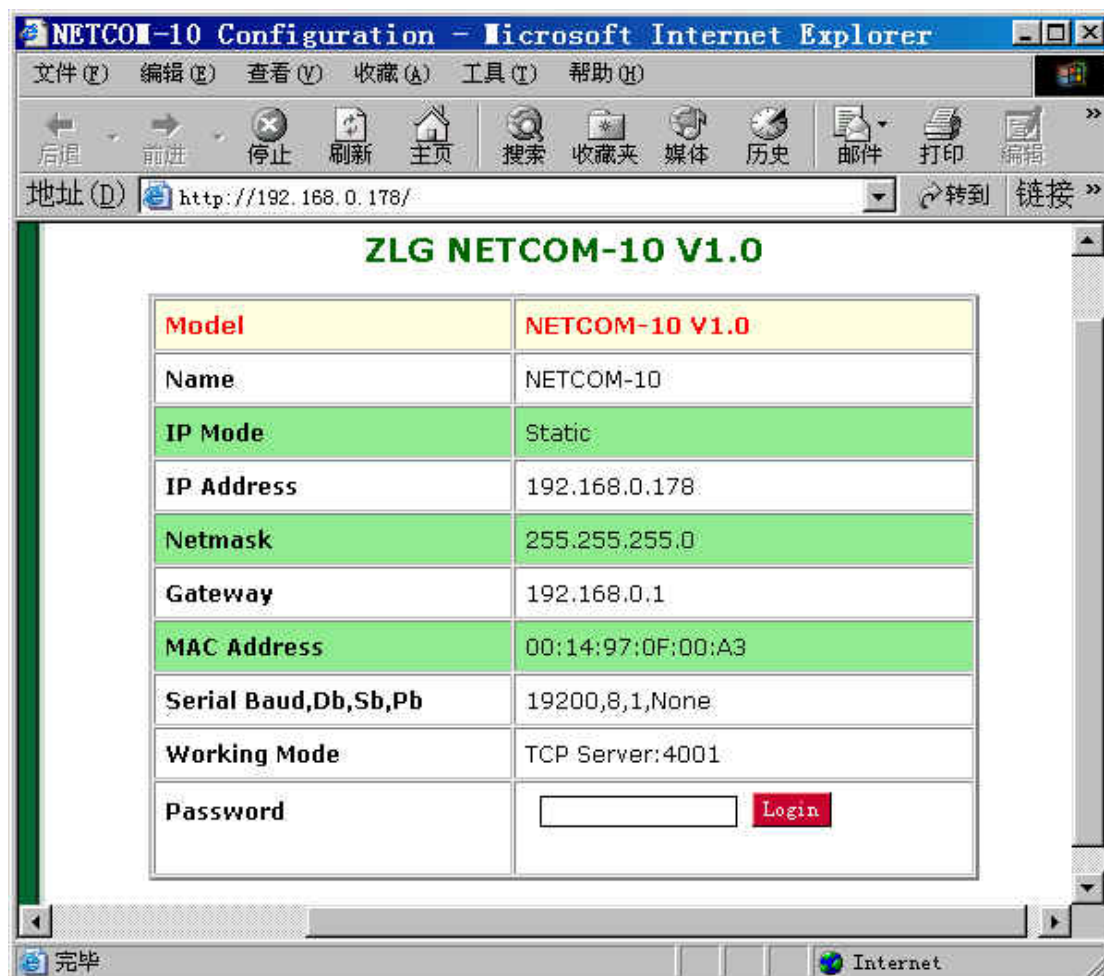 NETCOM-10 Configuration - Microsoft Internet Explorer
文件(F) 编辑(E) 查看(V) 收藏(A) 工具(T) 帮助(H)
后退 前进 停止 刷新 主页 搜索 收藏夹 媒体 历史 邮件 打印 编辑 »
地址(D) http://192.168.0.178/ 转到 链接 »
ZLG NETCOM-10 V1.0
Model NETCOM-10 V1.0
Name NETCOM-10
IP Mode Static
IP Address 192.168.0.178
Netmask 255.255.255.0
Gateway 192.168.0.1
MAC Address 00:14:97:0F:00:A3
Serial Baud,Db,Sb,Pb 19200,8,1,None
Working Mode TCP Server:4001
Password Login
完毕 Internet